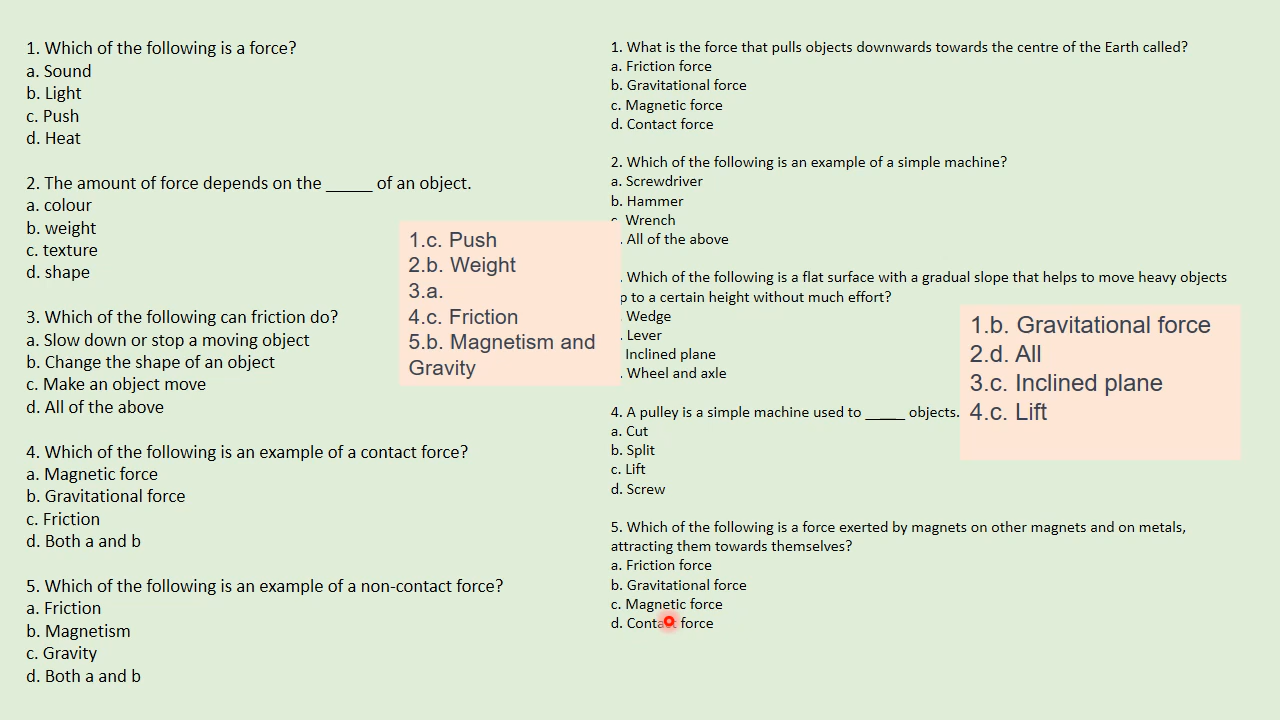 1. Which of the following is a force?
a. Sound
b. Light
c. Push
d. Heat
2. The amount of force depends on the _____ of an object.
a. colour
b. weight
c. texture
d. shape
3. Which of the following can friction do?
a. Slow down or stop a moving object
b. Change the shape of an object
c. Make an object move
d. All of the above
4. Which of the following is an example of a contact force?
a. Magnetic force
b. Gravitational force
c. Friction
d. Both a and b
5. Which of the following is an example of a non-contact force?
a. Friction
b. Magnetism
c. Gravity
d. Both a and b
1.c. Push
2.b. Weight
3.a.
4.c. Friction
5.b. Magnetism and
Gravity
1. What is the force that pulls objects downwards towards the centre of the Earth called?
a. Friction force
b. Gravitational force
c. Magnetic force
d. Contact force
2. Which of the following is an example of a simple machine?
a. Screwdriver
b. Hammer
Wrench
. All of the above
. Which of the following is a flat surface with a gradual slope that helps to move heavy objects
to a certain height without much effort?
. Wedge
. Lever
Inclined plane
. Wheel and axle
4. A pulley is a simple machine used to _____ objects.
a. Cut
b. Split
c. Lift
d. Screw
5. Which of the following is a force exerted by magnets on other magnets and on metals,
attracting them towards themselves?
a. Friction force
b. Gravitational force
c. Magnetic force
d. Contact force
1.b. Gravitational force
2.d. All
3.c. Inclined plane
4.c. Lift